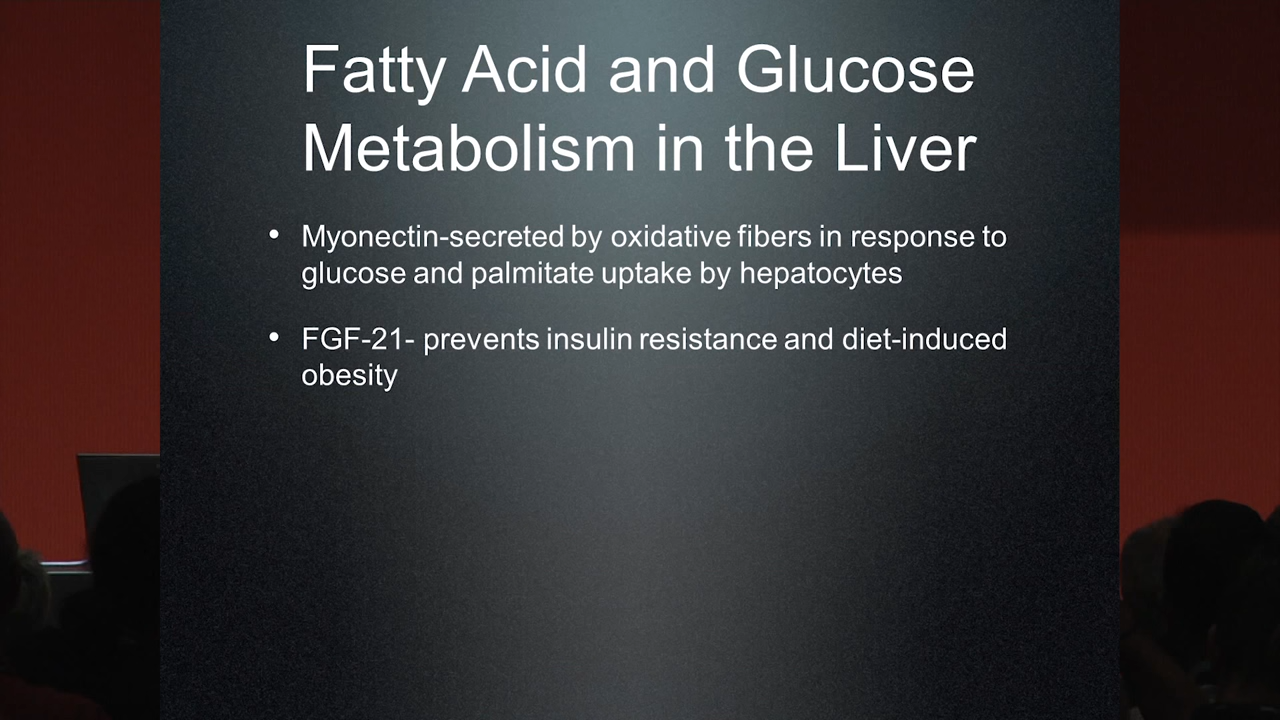 Fatty Acid and Glucose
Metabolism in the Liver
• Myonectin-secreted by oxidative fibers in response to
glucose and palmitate uptake by hepatocytes
• FGF-21- prevents insulin resistance and diet-induced
obesity